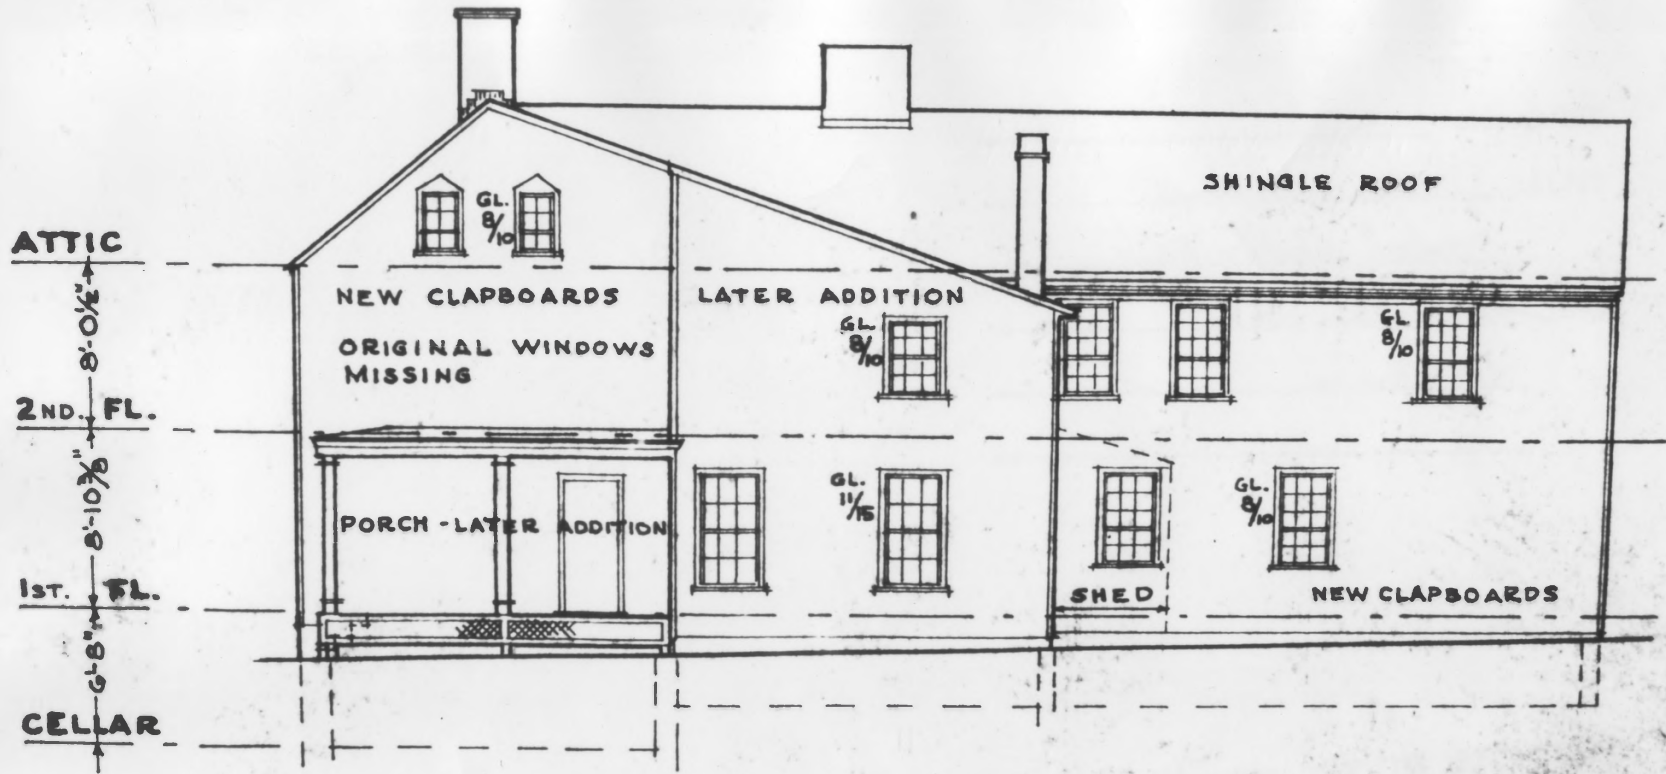 SHINGLE ROOF
GL.
8/10
ATTIC
NEW CLAPBOARDS
LATER ADDITION
8'-0½"
GL.
8/10
GL.
8/10
ORIGINAL WINDOWS
MISSING
2ND. FL.
8'-10⅜"
GL.
11/15
GL.
8/10
PORCH - LATER ADDITION
1ST. FL.
SHED
NEW CLAPBOARDS
6'-8"
CELLAR